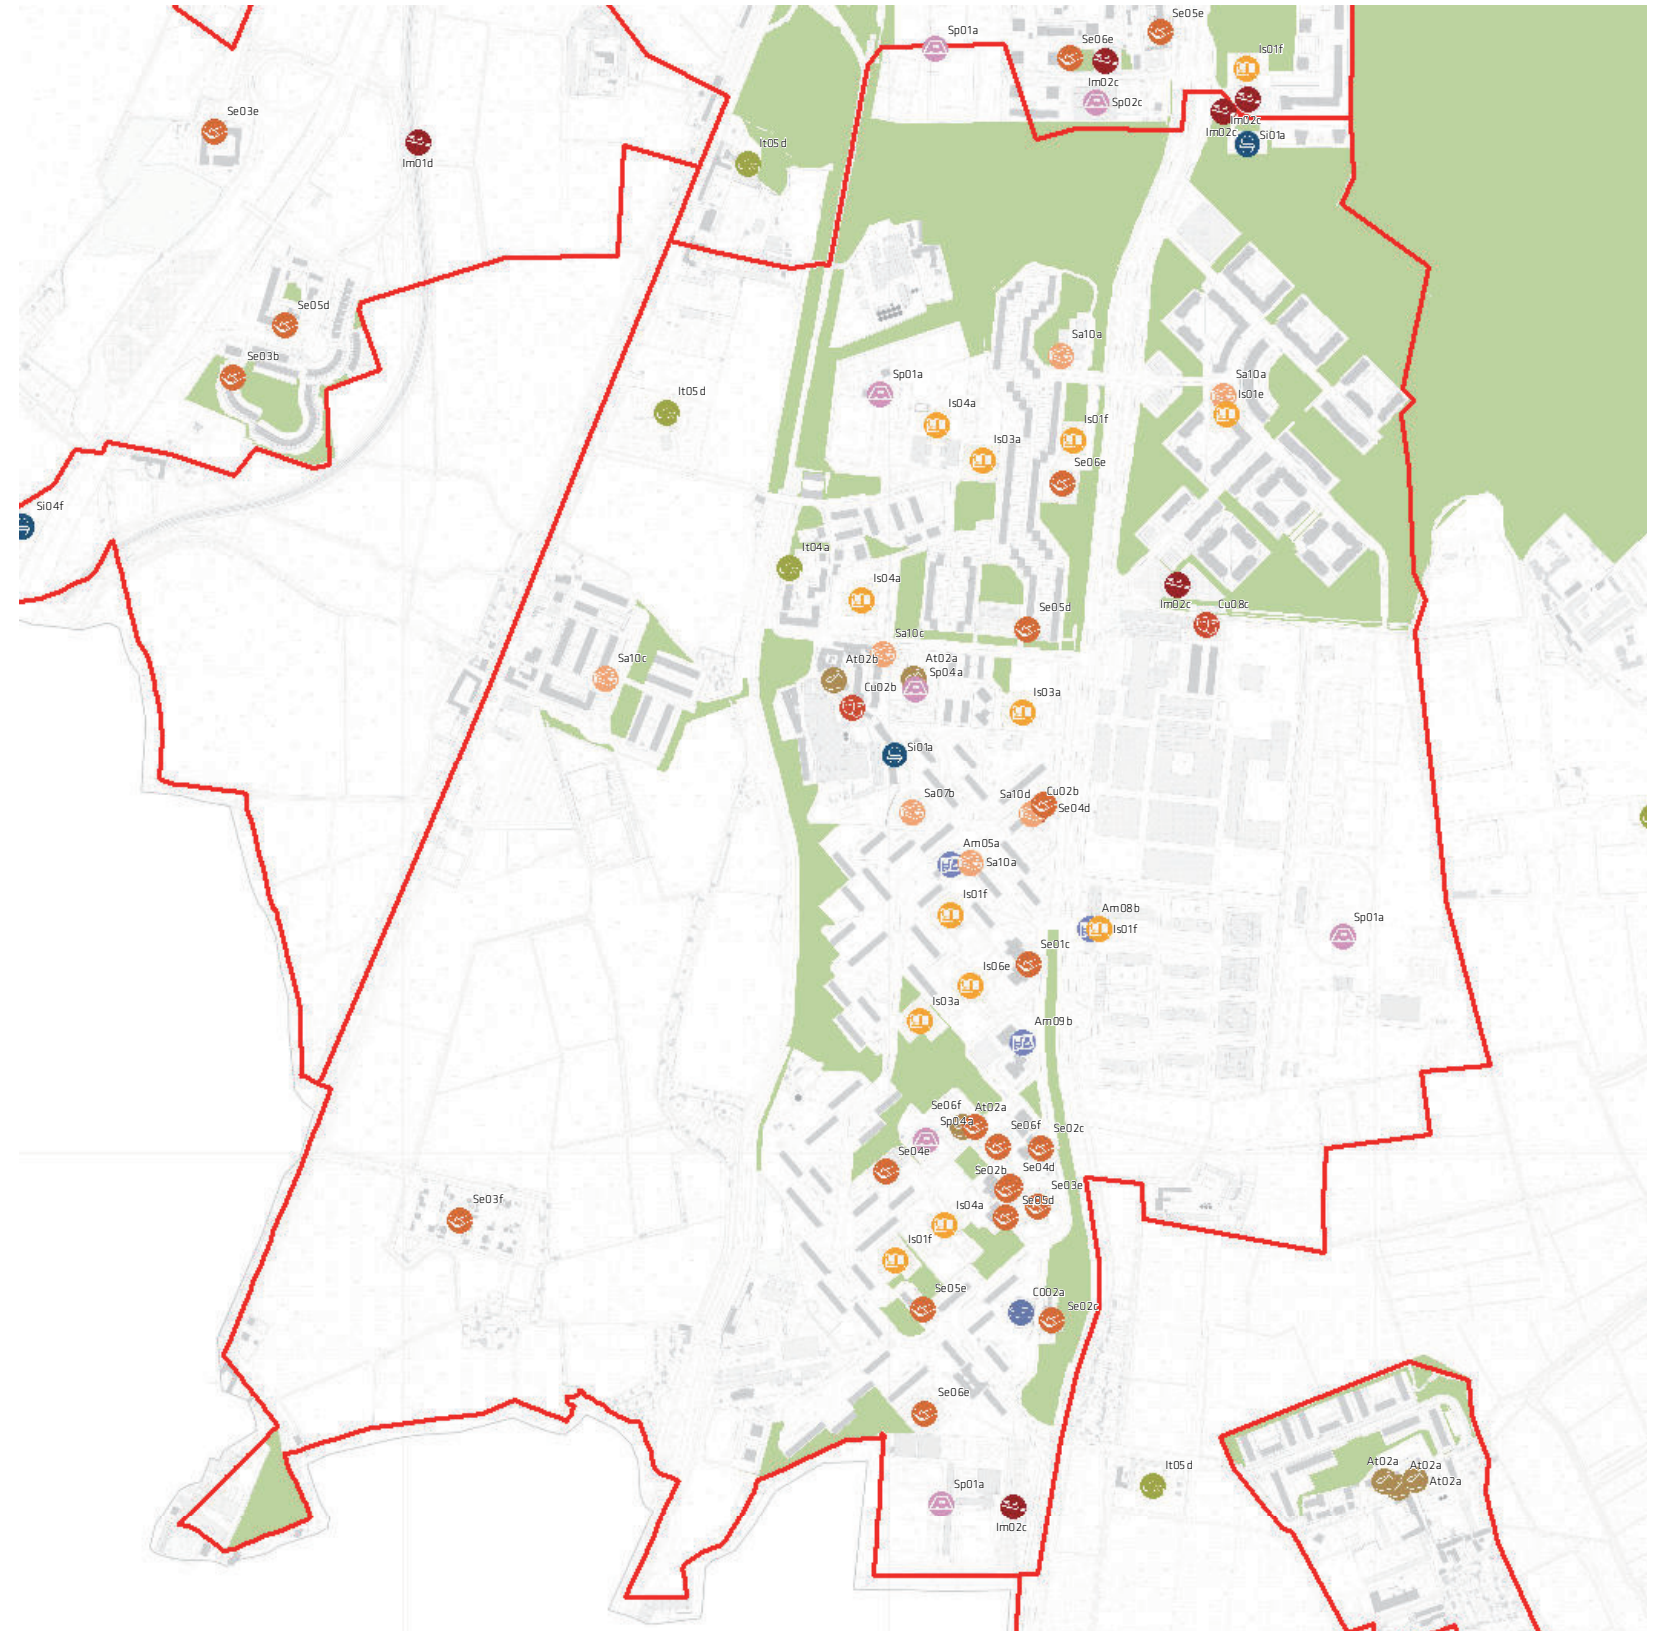 Se05e
Sp01a
Se06e
Is01f
Im02c
Sp02c
Se03e
Im02c
Im02c
Si01a
It05d
Im01d
Se05d
Sa10a
Se03b
Sp01a
Sa10a
It05d
Is01e
Is04a
Is01f
Is03a
Se06e
Si04f
It04a
Is04a
Im02c
Cu08c
Se05d
Sa10c
Sa10c
At02b
At02a
Sp04a
Cu02b
Is03a
Si01a
Sa07b
Sa10d
Cu02b
Se04d
Am05a
Sa10a
Is01f
Am08b
Is01f
Sp01a
Se01c
Is06e
Is03a
Am09b
Se06f
At02a
Sp04a
Se06f
Se02c
Se04e
Se02b
Se04d
Se03e
Se03f
Is04a
Se05d
Is01f
Se05e
C002a
Se02c
Se06e
At02a
At02a
At02a
It05d
Sp01a
Im02c